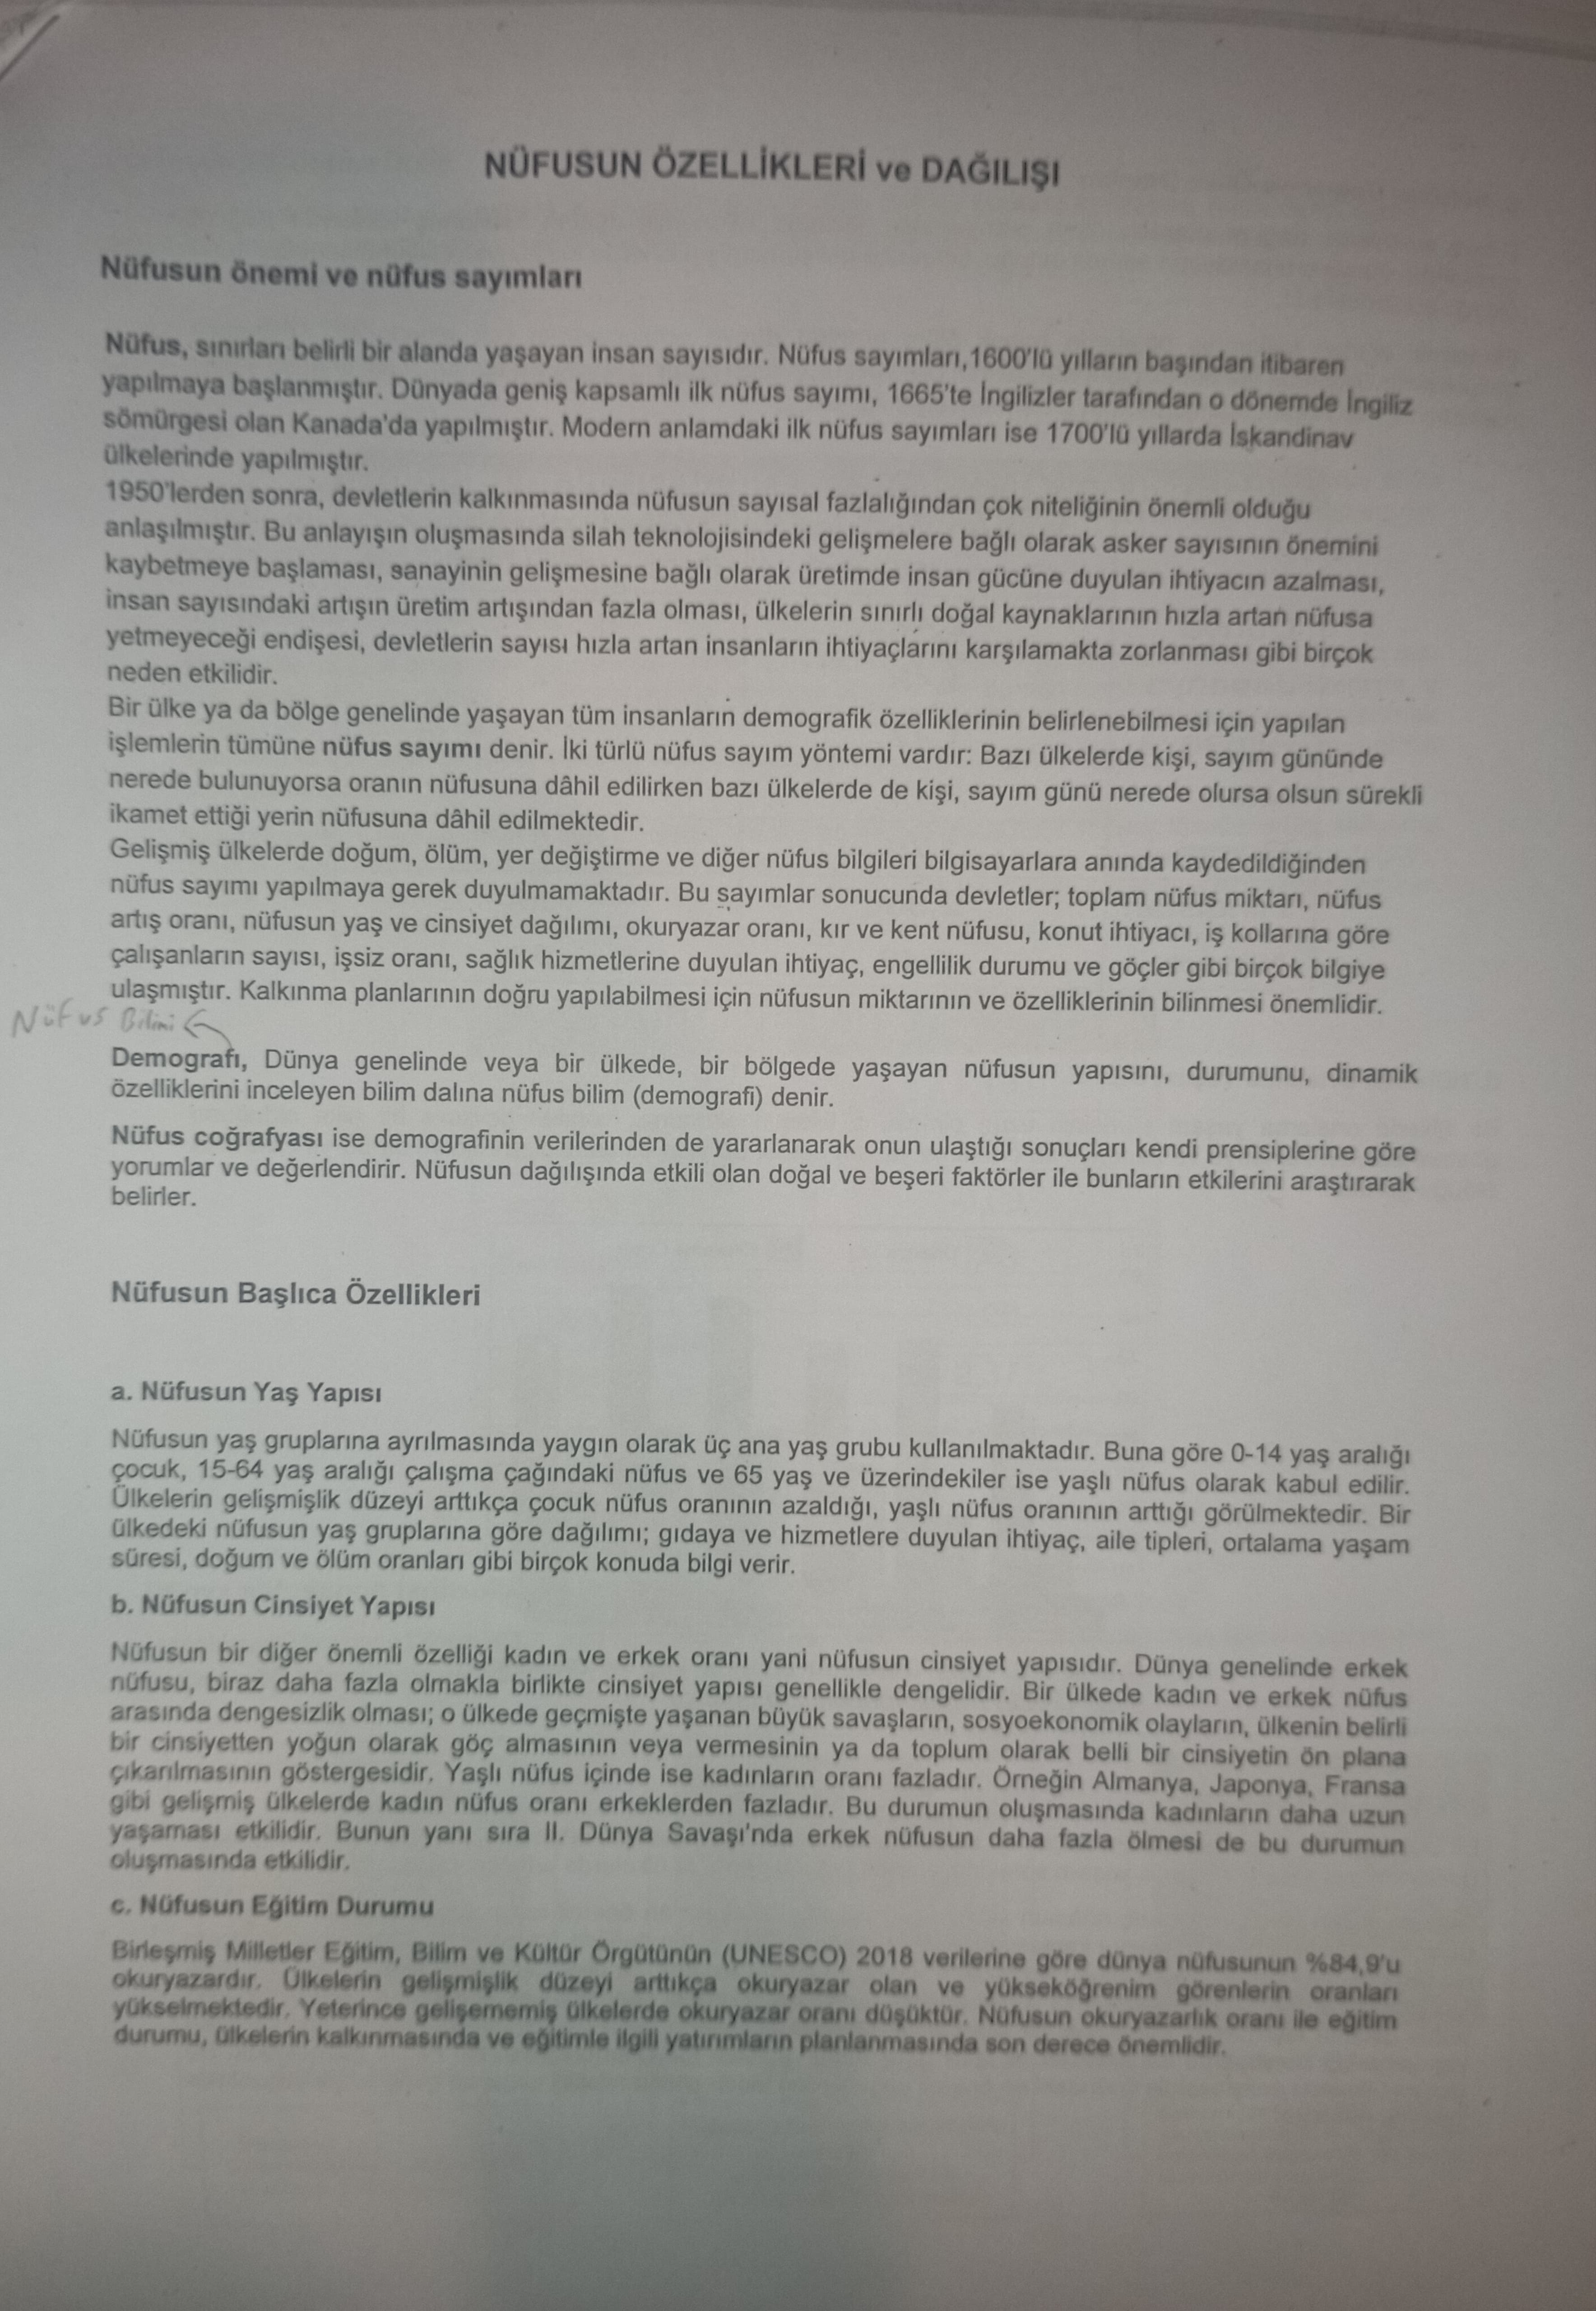 NÜFUSUN ÖZELLİKLERİ ve DAĞILIŞI
Nüfusun önemi ve nüfus sayımları
Nüfus, sınırları belirli bir alanda yaşayan insan sayısıdır. Nüfus sayımları,1600'lü yılların başından itibaren
yapılmaya başlanmıştır. Dünyada geniş kapsamlı ilk nüfus sayımı, 1665'te İngilizler tarafından o dönemde İngiliz
sömürgesi olan Kanada'da yapılmıştır. Modern anlamdaki ilk nüfus sayımları ise 1700'lü yıllarda İskandinav
ülkelerinde yapılmıştır.
1950'lerden sonra, devletlerin kalkınmasında nüfusun sayısal fazlalığından çok niteliğinin önemli olduğu
anlaşılmıştır. Bu anlayışın oluşmasında silah teknolojisindeki gelişmelere bağlı olarak asker sayısının önemini
kaybetmeye başlaması, sanayinin gelişmesine bağlı olarak üretimde insan gücüne duyulan ihtiyacın azalması,
insan sayısındaki artışın üretim artışından fazla olması, ülkelerin sınırlı doğal kaynaklarının hızla artan nüfusa
yetmeyeceği endişesi, devletlerin sayısı hızla artan insanların ihtiyaçlarını karşılamakta zorlanması gibi birçok
neden etkilidir.
Bir ülke ya da bölge genelinde yaşayan tüm insanların demografik özelliklerinin belirlenebilmesi için yapılan
işlemlerin tümüne nüfus sayımı denir. İki türlü nüfus sayım yöntemi vardır: Bazı ülkelerde kişi, sayım gününde
nerede bulunuyorsa oranın nüfusuna dâhil edilirken bazı ülkelerde de kişi, sayım günü nerede olursa olsun sürekli
ikamet ettiği yerin nüfusuna dâhil edilmektedir.
Gelişmiş ülkelerde doğum, ölüm, yer değiştirme ve diğer nüfus bilgileri bilgisayarlara anında kaydedildiğinden
nüfus sayımı yapılmaya gerek duyulmamaktadır. Bu sayımlar sonucunda devletler; toplam nüfus miktarı, nüfus
artış oranı, nüfusun yaş ve cinsiyet dağılımı, okuryazar oranı, kır ve kent nüfusu, konut ihtiyacı, iş kollarına göre
çalışanların sayısı, işsiz oranı, sağlık hizmetlerine duyulan ihtiyaç, engellilik durumu ve göçler gibi birçok bilgiye
ulaşmıştır. Kalkınma planlarının doğru yapılabilmesi için nüfusun miktarının ve özelliklerinin bilinmesi önemlidir.
Nüfus Bilimi
Demografi, Dünya genelinde veya bir ülkede, bir bölgede yaşayan nüfusun yapısını, durumunu, dinamik
özelliklerini inceleyen bilim dalına nüfus bilim (demografi) denir.
Nüfus coğrafyası ise demografinin verilerinden de yararlanarak onun ulaştığı sonuçları kendi prensiplerine göre
yorumlar ve değerlendirir. Nüfusun dağılışında etkili olan doğal ve beşeri faktörler ile bunların etkilerini araştırarak
belirler.
Nüfusun Başlıca Özellikleri
a. Nüfusun Yaş Yapısı
Nüfusun yaş gruplarına ayrılmasında yaygın olarak üç ana yaş grubu kullanılmaktadır. Buna göre 0-14 yaş aralığı
çocuk, 15-64 yaş aralığı çalışma çağındaki nüfus ve 65 yaş ve üzerindekiler ise yaşlı nüfus olarak kabul edilir.
Ülkelerin gelişmişlik düzeyi arttıkça çocuk nüfus oranının azaldığı, yaşlı nüfus oranının arttığı görülmektedir. Bir
ülkedeki nüfusun yaş gruplarına göre dağılımı; gıdaya ve hizmetlere duyulan ihtiyaç, aile tipleri, ortalama yaşam
süresi, doğum ve ölüm oranları gibi birçok konuda bilgi verir.
b. Nüfusun Cinsiyet Yapısı
Nüfusun bir diğer önemli özelliği kadın ve erkek oranı yani nüfusun cinsiyet yapısıdır. Dünya genelinde erkek
nüfusu, biraz daha fazla olmakla birlikte cinsiyet yapısı genellikle dengelidir. Bir ülkede kadın ve erkek nüfus
arasında dengesizlik olması; o ülkede geçmişte yaşanan büyük savaşların, sosyoekonomik olayların, ülkenin belirli
bir cinsiyetten yoğun olarak göç almasının veya vermesinin ya da toplum olarak belli bir cinsiyetin ön plana
çıkarılmasının göstergesidir. Yaşlı nüfus içinde ise kadınların oranı fazladır. Örneğin Almanya, Japonya, Fransa
gibi gelişmiş ülkelerde kadın nüfus oranı erkeklerden fazladır. Bu durumun oluşmasında kadınların daha uzun
yaşaması etkilidir. Bunun yanı sıra II. Dünya Savaşı'nda erkek nüfusun daha fazla ölmesi de bu durumun
oluşmasında etkilidir.
c. Nüfusun Eğitim Durumu
Birleşmiş Milletler Eğitim, Bilim ve Kültür Örgütünün (UNESCO) 2018 verilerine göre dünya nüfusunun %84,9'u
okuryazardır. Ülkelerin gelişmişlik düzeyi arttıkça okuryazar olan ve yükseköğrenim görenlerin oranları
yükselmektedir. Yeterince gelişememiş ülkelerde okuryazar oranı düşüktür. Nüfusun okuryazarlık oranı ile eğitim
durumu, ülkelerin kalkınmasında ve eğitimle ilgili yatırımların planlanmasında son derece önemlidir.